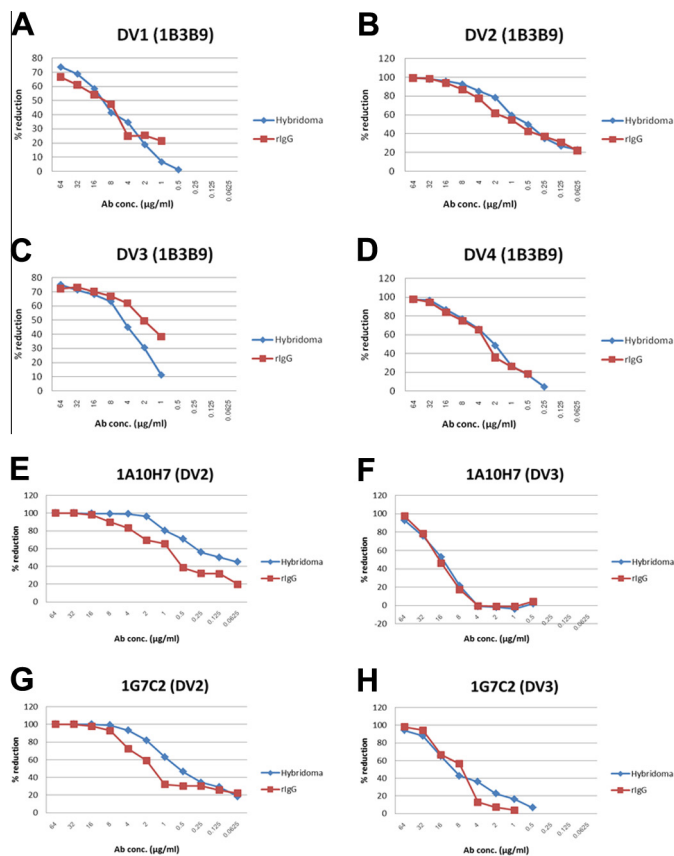 A
DV1 (1B3B9)
% reduction
80
70
60
50
40
30
20
10
0
64 32 16 8 4 2 1 0.5 0.25 0.125 0.0625
Ab conc. (µg/ml)
Hybridoma
rIgG
B
DV2 (1B3B9)
% reduction
120
100
80
60
40
20
0
64 32 16 8 4 2 1 0.5 0.25 0.125 0.0625
Ab conc. (µg/ml)
Hybridoma
rIgG
C
DV3 (1B3B9)
% reduction
80
70
60
50
40
30
20
10
0
64 32 16 8 4 2 1 0.5 0.25 0.125 0.0625
Ab conc. (µg/ml)
Hybridoma
rIgG
D
DV4 (1B3B9)
% reduction
120
100
80
60
40
20
0
64 32 16 8 4 2 1 0.5 0.25 0.125 0.0625
Ab conc. (µg/ml)
Hybridoma
rIgG
E
1A10H7 (DV2)
% reduction
120
100
80
60
40
20
0
64 32 16 8 4 2 1 0.5 0.25 0.125 0.0625
Ab conc. (µg/ml)
Hybridoma
rIgG
F
1A10H7 (DV3)
% reduction
120
100
80
60
40
20
0
-20
64 32 16 8 4 2 1 0.5 0.25 0.125 0.0625
Ab conc. (µg/ml)
Hybridoma
rIgG
G
1G7C2 (DV2)
% reduction
120
100
80
60
40
20
0
64 32 16 8 4 2 1 0.5 0.25 0.125 0.0625
Ab conc. (µg/ml)
Hybridoma
rIgG
H
1G7C2 (DV3)
% reduction
120
100
80
60
40
20
0
64 32 16 8 4 2 1 0.5 0.25 0.125 0.0625
Ab conc. (µg/ml)
Hybridoma
rIgG